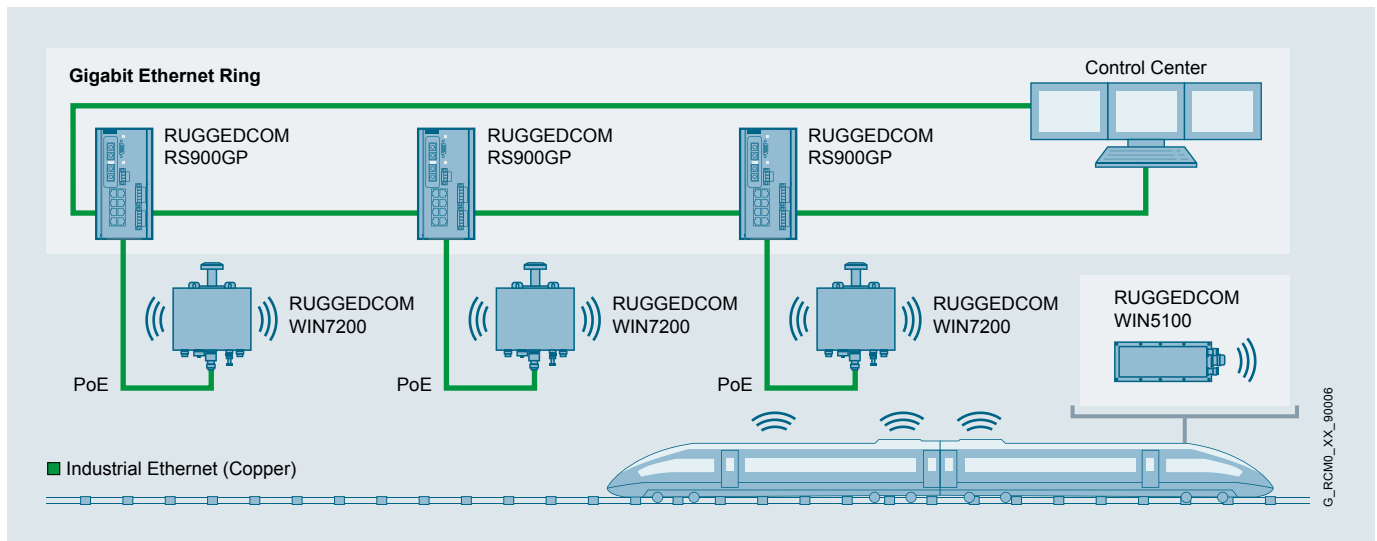 Gigabit Ethernet Ring
Control Center
RUGGEDCOM
RS900GP
RUGGEDCOM
RS900GP
RUGGEDCOM
RS900GP
RUGGEDCOM
WIN7200
RUGGEDCOM
WIN7200
RUGGEDCOM
WIN7200
RUGGEDCOM
WIN5100
PoE
PoE
PoE
Industrial Ethernet (Copper)
G_RCM0_XX_90006